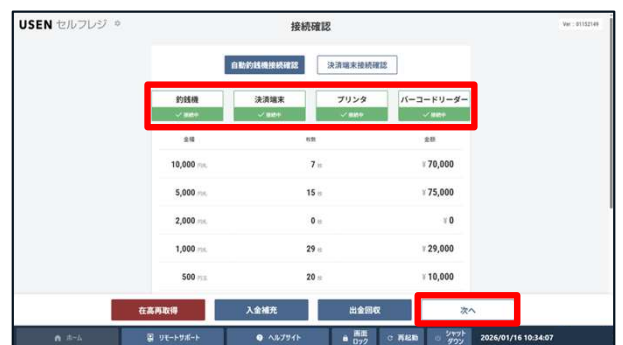 USEN セルフレジ
接続確認
Ver : 01152149
自動釣銭機接続確認 決済端末接続確認
釣銭機 決済端末 プリンタ バーコードリーダー
✓ 接続中 ✓ 接続中 ✓ 接続中 ✓ 接続中
金種 枚数 金額
10,000 円札 7 枚 ¥ 70,000
5,000 円札 15 枚 ¥ 75,000
2,000 円札 0 枚 ¥ 0
1,000 円札 29 枚 ¥ 29,000
500 円玉 20 枚 ¥ 10,000
在高再取得 入金補充 出金回収 次へ
ホーム リモートサポート ヘルプサイト 画面ロック 再起動 シャットダウン 2026/01/16 10:34:07